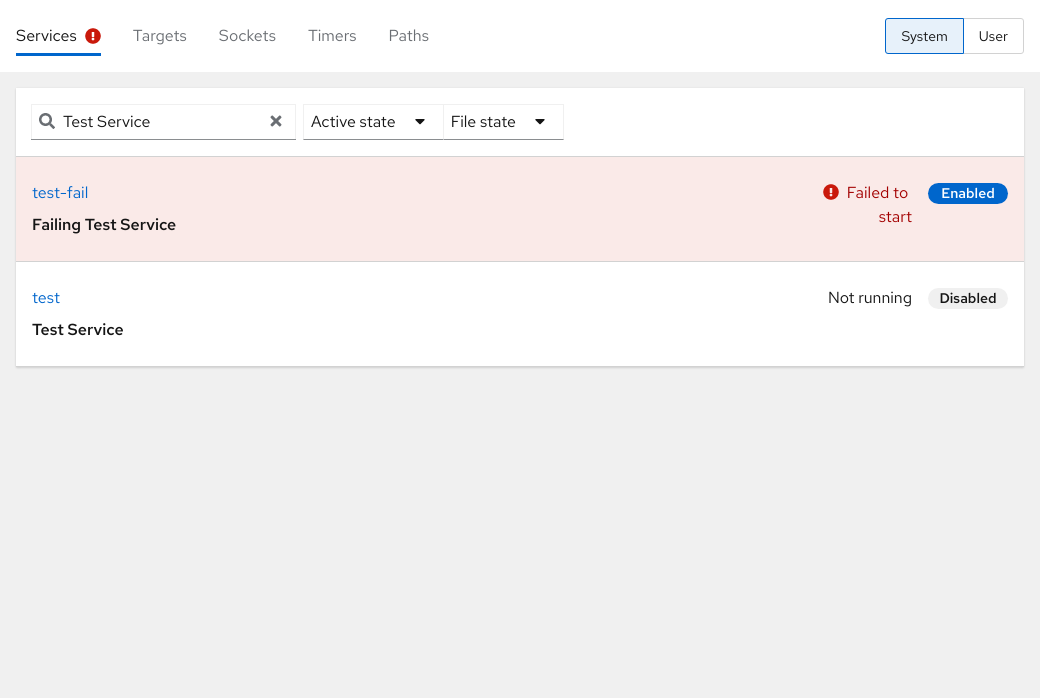 Services Targets Sockets Timers Paths System User
Test Service Active state File state
test-fail Failed to start Enabled
Failing Test Service
test Not running Disabled
Test Service